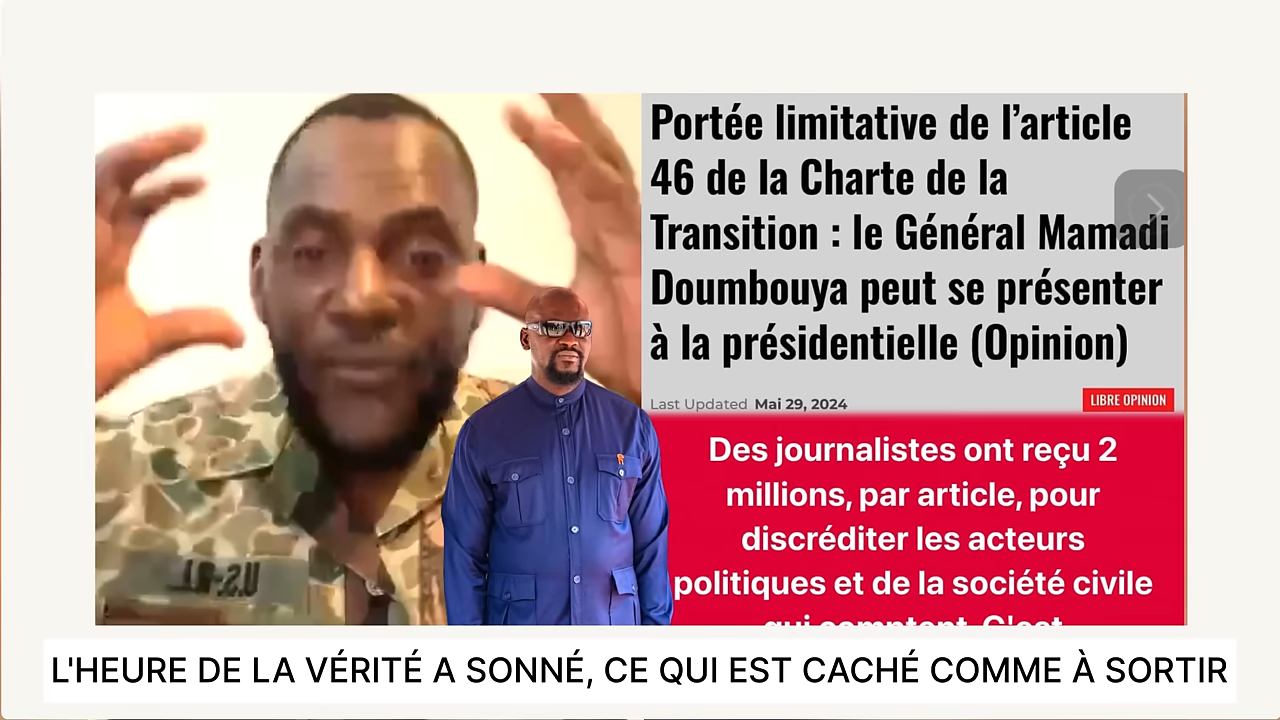 Portée limitative de l’article
46 de la Charte de la
Transition : le Général Mamadi
Doumbouya peut se présenter
à la présidentielle (Opinion)
Last Updated Mai 29, 2024
LIBRE OPINION
Des journalistes ont reçu 2
millions, par article, pour
discréditer les acteurs
politiques et de la société civile
qui comptent. C'est
L'HEURE DE LA VÉRITÉ A SONNÉ, CE QUI EST CACHÉ COMME À SORTIR